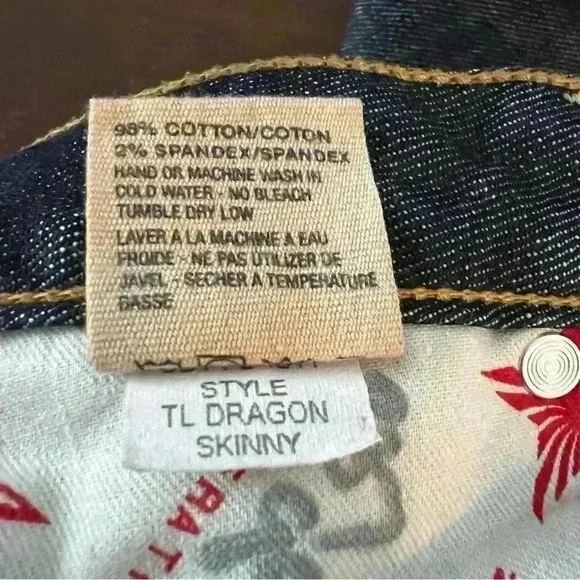 98% COTTON/COTON
2% SPANDEX/SPANDEX
HAND OR MACHINE WASH IN
COLD WATER - NO BLEACH
TUMBLE DRY LOW
LAVER A LA MACHINE A EAU
FROIDE - NE PAS UTILIZER DE
JAVEL - SECHER A TEMPERATURE
BASSE
STYLE
TL DRAGON
SKINNY